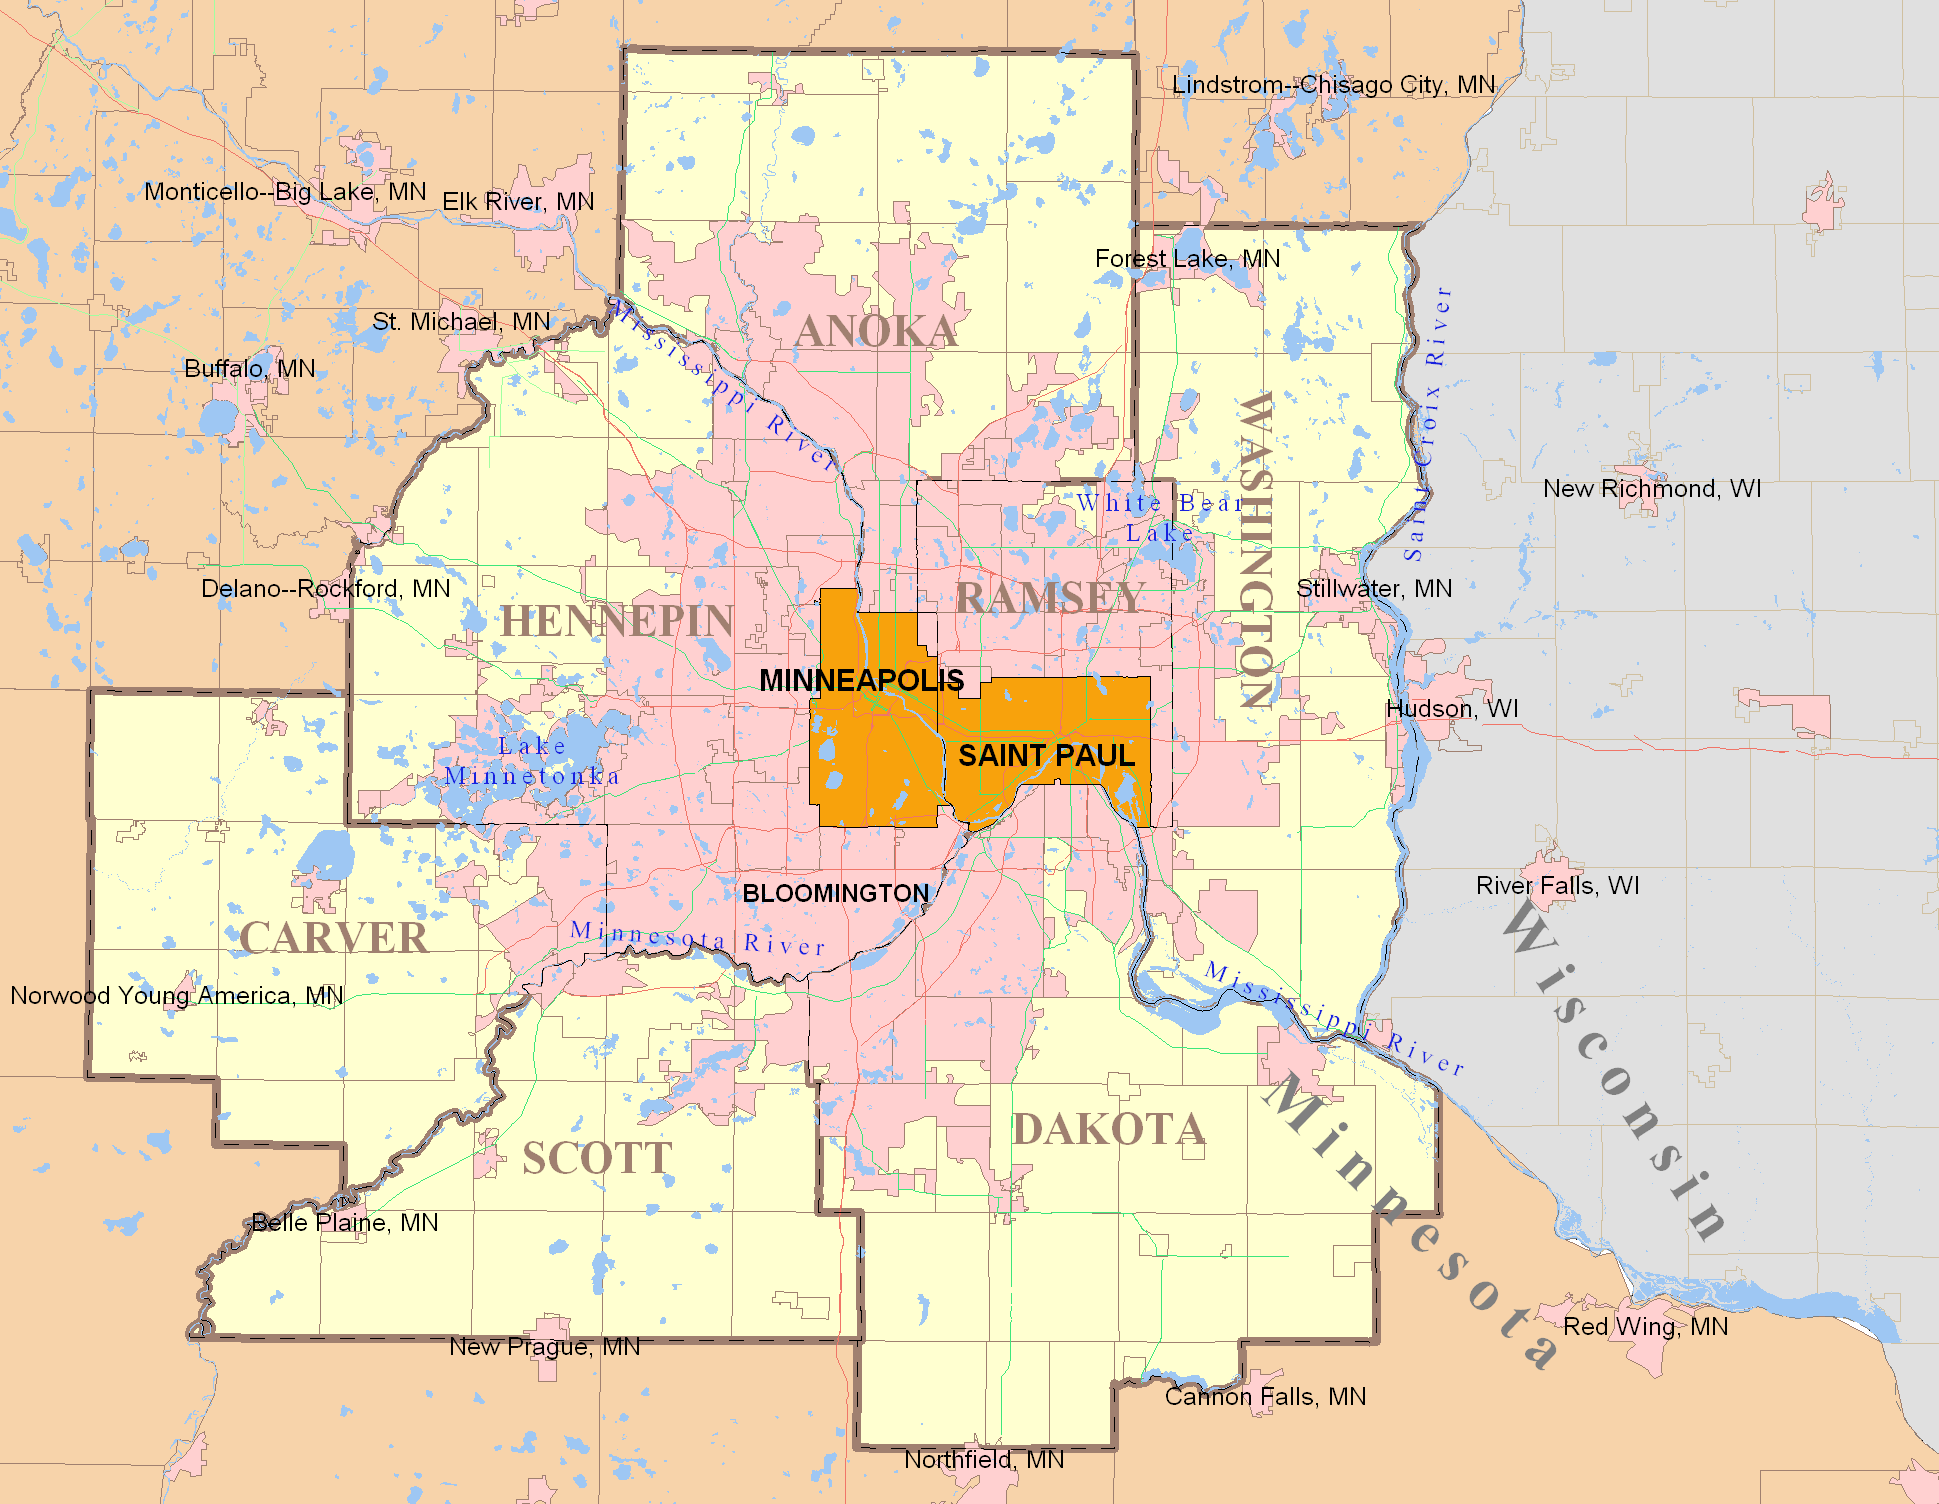 Lindstrom--Chisago City, MN
Monticello--Big Lake, MN
Elk River, MN
Forest Lake, MN
St. Michael, MN
Mississippi River
ANOKA
Saint Croix River
Buffalo, MN
WASHINGTON
New Richmond, WI
White Bear
Lake
Delano--Rockford, MN
Stillwater, MN
RAMSEY
HENNEPIN
MINNEAPOLIS
Hudson, WI
Lake
Minnetonka
SAINT PAUL
BLOOMINGTON
River Falls, WI
CARVER
Minnesota River
Norwood Young America, MN
Mississippi River
Wisconsin
Minnesota
DAKOTA
SCOTT
Belle Plaine, MN
New Prague, MN
Red Wing, MN
Cannon Falls, MN
Northfield, MN